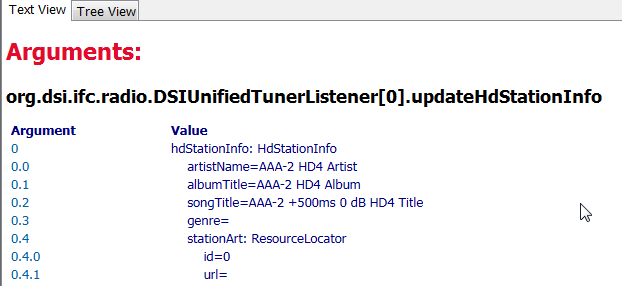 Text View Tree View
Arguments:
org.dsi.ifc.radio.DSIUnifiedTunerListener[0].updateHdStationInfo
Argument Value
0 hdStationInfo: HdStationInfo
0.0 artistName=AAA-2 HD4 Artist
0.1 albumTitle=AAA-2 HD4 Album
0.2 songTitle=AAA-2 +500ms 0 dB HD4 Title
0.3 genre=
0.4 stationArt: ResourceLocator
0.4.0 id=0
0.4.1 url=